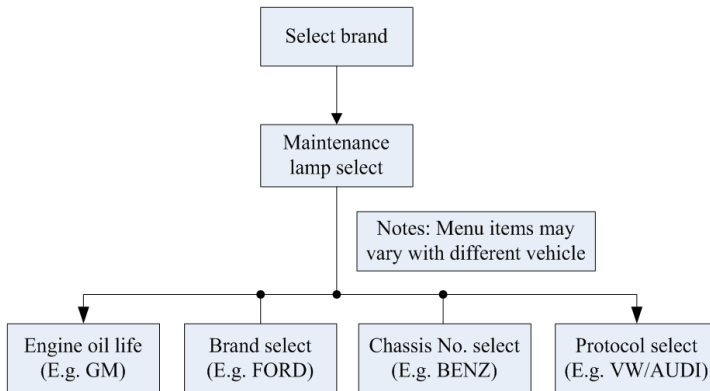 Select brand
Maintenance
lamp select
Notes: Menu items may
vary with different vehicle
Engine oil life
(E.g. GM)
Brand select
(E.g. FORD)
Chassis No. select
(E.g. BENZ)
Protocol select
(E.g. VW/AUDI)